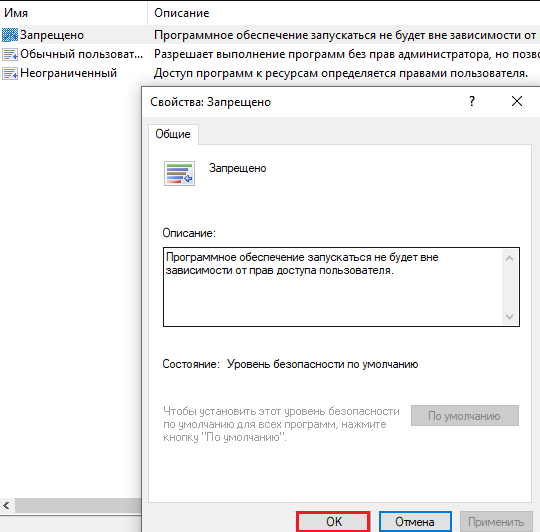 Имя Описание
Запрещено Программное обеспечение запускаться не будет вне зависимости от
Обычный пользоват... Разрешает выполнение программ без прав администратора, но позво
Неограниченный Доступ программ к ресурсам определяется правами пользователя.
Свойства: Запрещено ? ×
Общие
Запрещено
Описание:
Программное обеспечение запускаться не будет вне
зависимости от прав доступа пользователя.
Состояние: Уровень безопасности по умолчанию
Чтобы установить этот уровень безопасности
по умолчанию для всех программ, нажмите
кнопку "По умолчанию".
По умолчанию
OK Отмена Применить